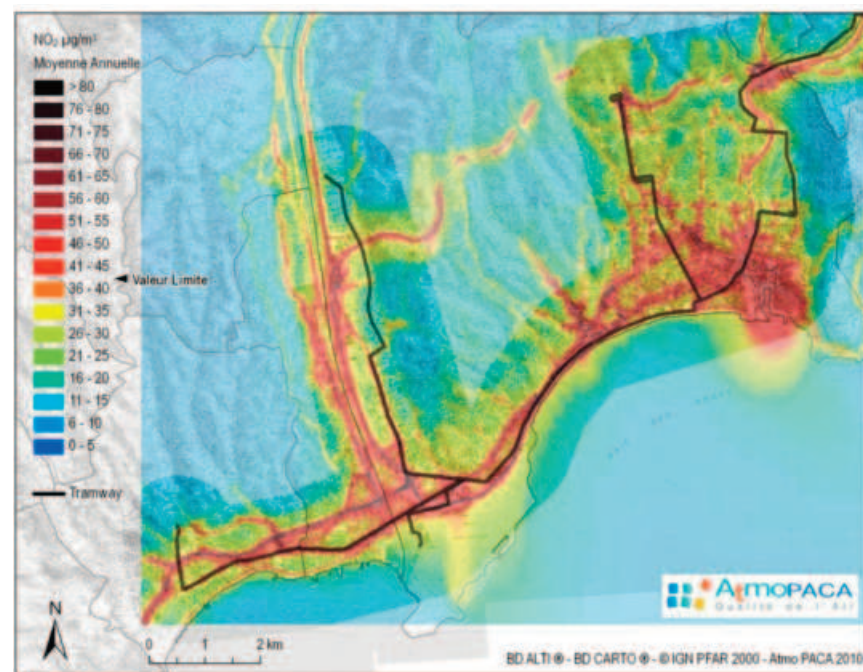 NO₂ µg/m³
Moyenne Annuelle
> 80
76 - 80
71 - 75
66 - 70
61 - 65
56 - 60
51 - 55
46 - 50
41 - 45
36 - 40
31 - 35
26 - 30
21 - 25
16 - 20
11 - 15
6 - 10
0 - 5
Valeur Limite
Tramway
N
0 1 2 km
AtmoPACA
Qualité de l'Air
BD ALTI ® - BD CARTO ® - © IGN PFAR 2000 - Atmo PACA 2010